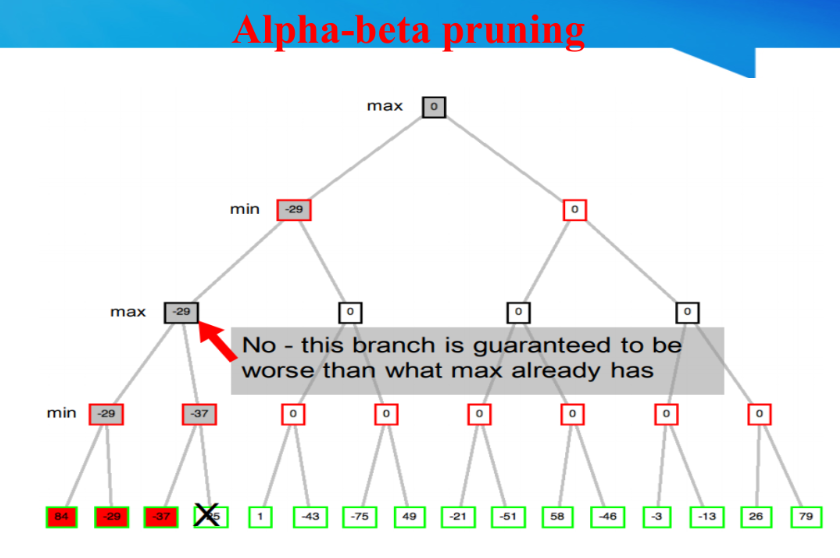 Alpha-beta pruning
max 0
min -29 0
max -29 0 0 0
No - this branch is guaranteed to be
worse than what max already has
min -29 -37 0 0 0 0 0 0
84 -29 -37 1 -43 -75 49 -21 -51 58 -46 -3 -13 26 79